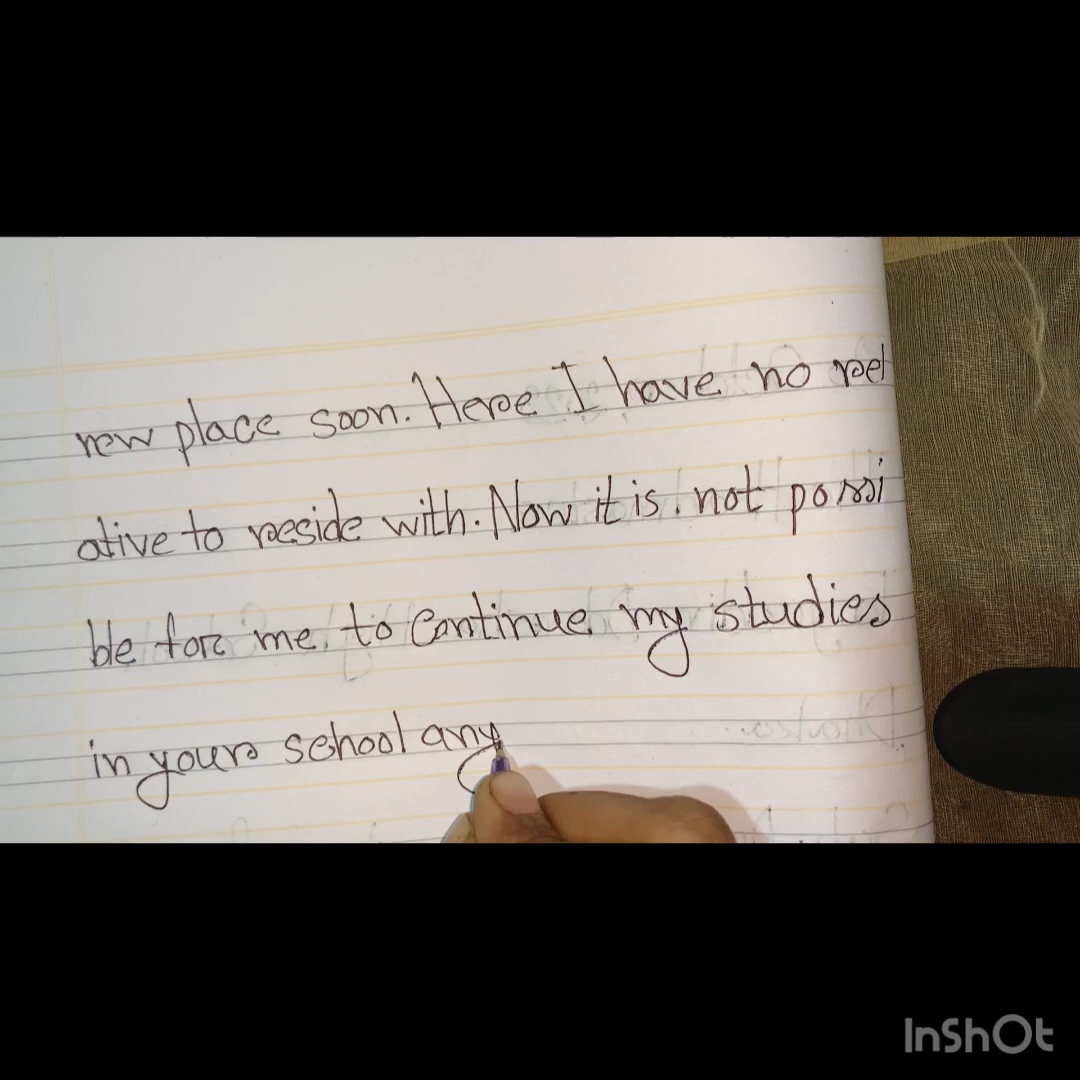 new place soon. Here I have no rel
ative to reside with. Now it is not possi
ble for me to continue my studies
in your school any
InShOt